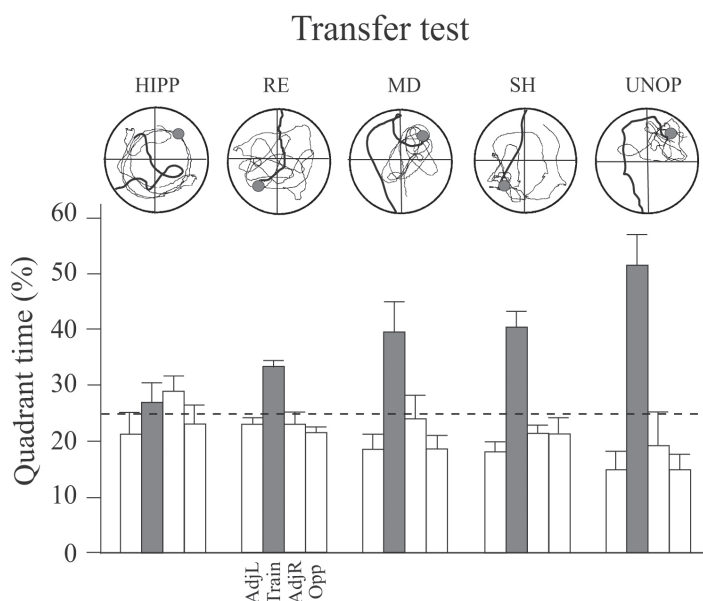 Transfer test
HIPP RE MD SH UNOP
60
50
40
30
20
10
0
Quadrant time (%)
AdjL
Train
AdjR
Opp